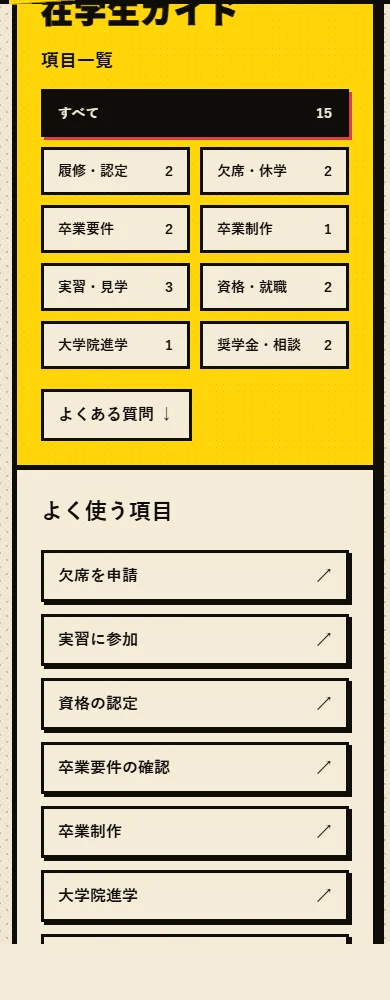 在学生ガイド
項目一覧
すべて 15
履修・認定 2 欠席・休学 2
卒業要件 2 卒業制作 1
実習・見学 3 資格・就職 2
大学院進学 1 奨学金・相談 2
よくある質問 ↓
よく使う項目
欠席を申請
実習に参加
資格の認定
卒業要件の確認
卒業制作
大学院進学